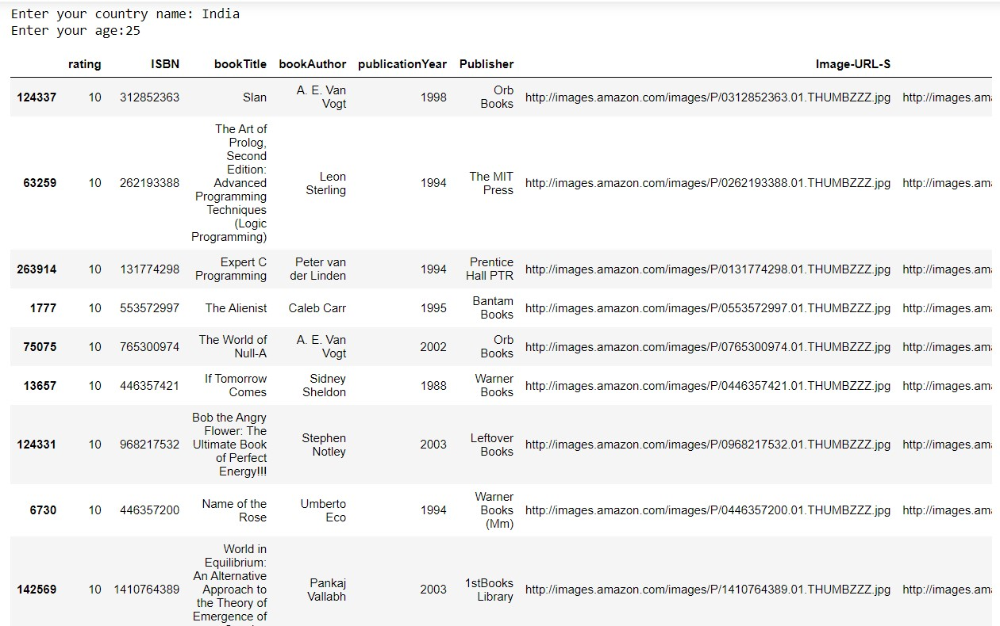 Enter your country name: India
Enter your age:25
rating ISBN bookTitle bookAuthor publicationYear Publisher Image-URL-S
124337 10 312852363 Slan A. E. Van Vogt 1998 Orb Books http://images.amazon.com/images/P/0312852363.01.THUMBZZZ.jpg http://images.am
63259 10 262193388 The Art of Prolog, Second Edition: Advanced Programming Techniques (Logic Programming) Leon Sterling 1994 The MIT Press http://images.amazon.com/images/P/0262193388.01.THUMBZZZ.jpg http://images.am
263914 10 131774298 Expert C Programming Peter van der Linden 1994 Prentice Hall PTR http://images.amazon.com/images/P/0131774298.01.THUMBZZZ.jpg http://images.am
1777 10 553572997 The Alienist Caleb Carr 1995 Bantam Books http://images.amazon.com/images/P/0553572997.01.THUMBZZZ.jpg http://images.am
75075 10 765300974 The World of Null-A A. E. Van Vogt 2002 Orb Books http://images.amazon.com/images/P/0765300974.01.THUMBZZZ.jpg http://images.am
13657 10 446357421 If Tomorrow Comes Sidney Sheldon 1988 Warner Books http://images.amazon.com/images/P/0446357421.01.THUMBZZZ.jpg http://images.am
124331 10 968217532 Bob the Angry Flower: The Ultimate Book of Perfect Energy!!! Stephen Notley 2003 Leftover Books http://images.amazon.com/images/P/0968217532.01.THUMBZZZ.jpg http://images.am
6730 10 446357200 Name of the Rose Umberto Eco 1994 Warner Books (Mm) http://images.amazon.com/images/P/0446357200.01.THUMBZZZ.jpg http://images.am
142569 10 1410764389 World in Equilibrium: An Alternative Approach to the Theory of Emergence of Pankaj Vallabh 2003 1stBooks Library http://images.amazon.com/images/P/1410764389.01.THUMBZZZ.jpg http://images.am